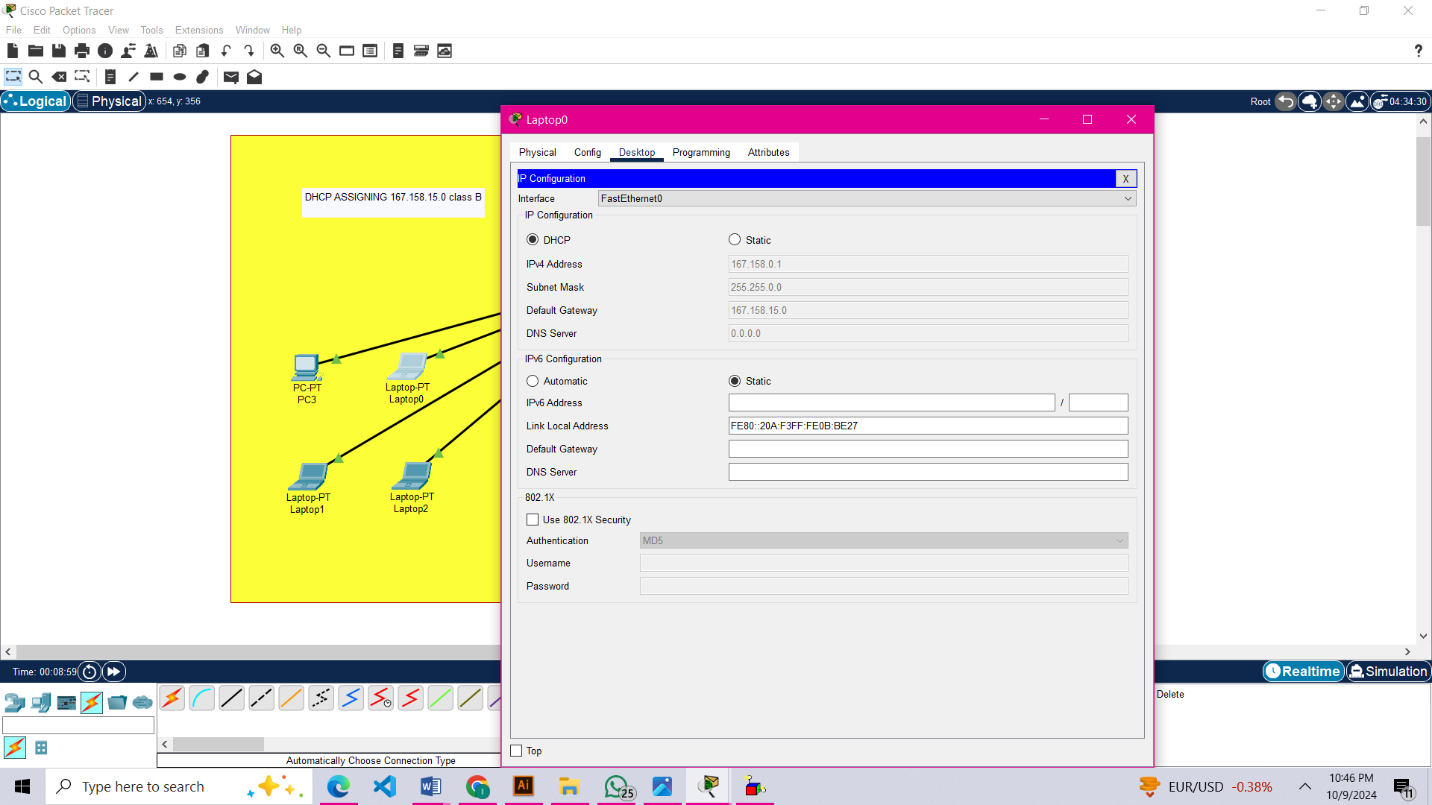 Cisco Packet Tracer
File Edit Options View Tools Extensions Window Help
?
Logical Physical x: 654, y: 356
Root 04:34:30
Laptop0
Physical Config Desktop Programming Attributes
IP Configuration X
Interface FastEthernet0
IP Configuration
DHCP Static
IPv4 Address 167.158.0.1
Subnet Mask 255.255.0.0
Default Gateway 167.158.15.0
DNS Server 0.0.0.0
IPv6 Configuration
Automatic Static
IPv6 Address /
Link Local Address FE80::20A:F3FF:FE0B:BE27
Default Gateway
DNS Server
802.1X
Use 802.1X Security
Authentication MD5
Username
Password
Top
DHCP ASSIGNING 167.158.15.0 class B
PC-PT
PC3
Laptop-PT
Laptop0
Laptop-PT
Laptop1
Laptop-PT
Laptop2
Time: 00:08:59
Realtime Simulation
Delete
Automatically Choose Connection Type
Type here to search
25
EUR/USD -0.38%
10:46 PM
10/9/2024
11